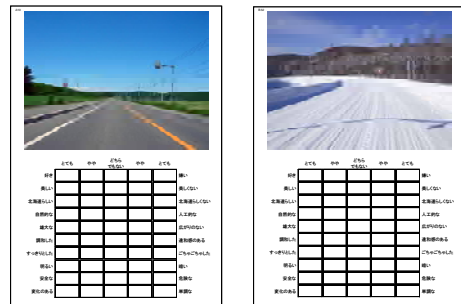 とても やや どちらでもない やや とても
好き 嫌い
美しい 美しくない
北海道らしい 北海道らしくない
自然的な 人工的な
雄大な 広がりのない
調和した 違和感のある
すっきりとした ごちゃごちゃした
明るい 暗い
安全な 危険な
変化のある 単調な
とても やや どちらでもない やや とても
好き 嫌い
美しい 美しくない
北海道らしい 北海道らしくない
自然的な 人工的な
雄大な 広がりのない
調和した 違和感のある
すっきりとした ごちゃごちゃした
明るい 暗い
安全な 危険な
変化のある 単調な